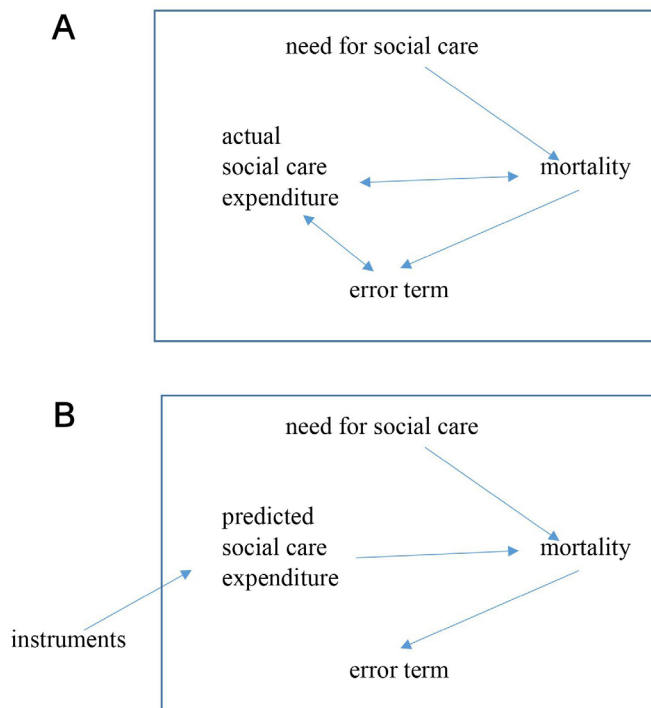 A
need for social care
actual
social care
expenditure
mortality
error term
B
need for social care
predicted
social care
expenditure
mortality
instruments
error term